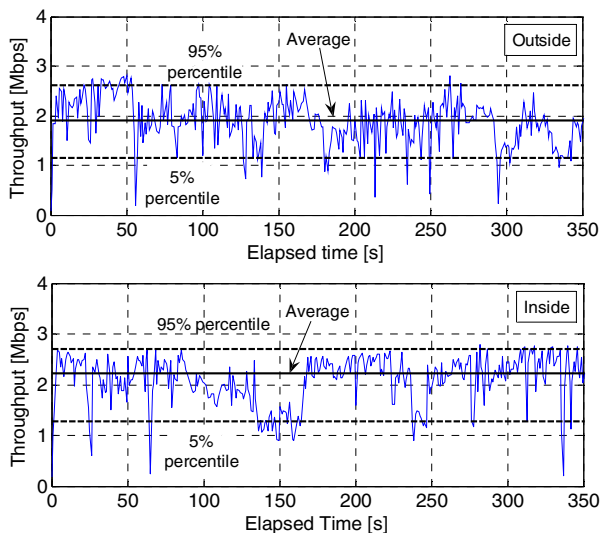 4
3
2
1
0
Throughput [Mbps]
95%
percentile
Average
Outside
5%
percentile
0 50 100 150 200 250 300 350
Elapsed time [s]
4
3
2
1
0
Throughput [Mbps]
95% percentile
Average
Inside
5%
percentile
0 50 100 150 200 250 300 350
Elapsed Time [s]